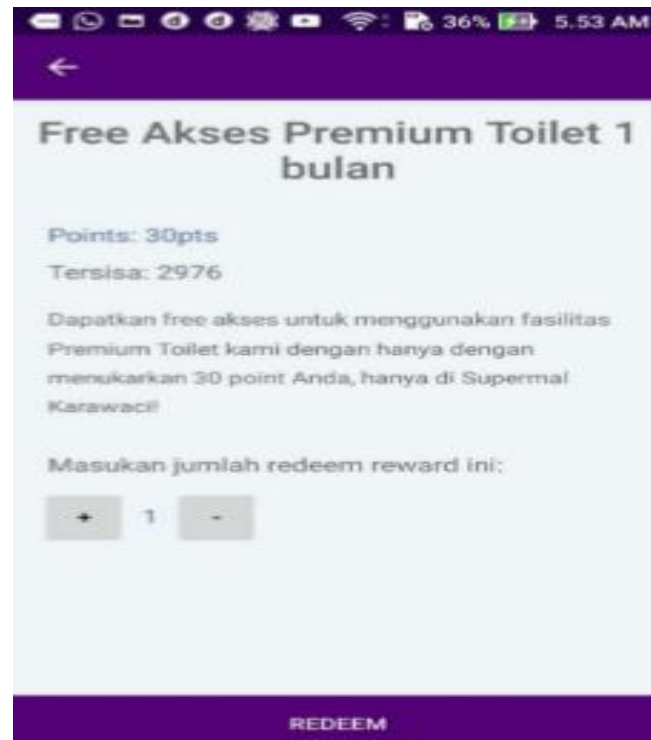 36% 5.53 AM
Free Akses Premium Toilet 1
bulan
Points: 30pts
Tersisa: 2976
Dapatkan free akses untuk menggunakan fasilitas
Premium Toilet kami dengan hanya dengan
menukarkan 30 point Anda, hanya di Supermal
Karawaci!
Masukan jumlah redeem reward ini:
+ 1 -
REDEEM